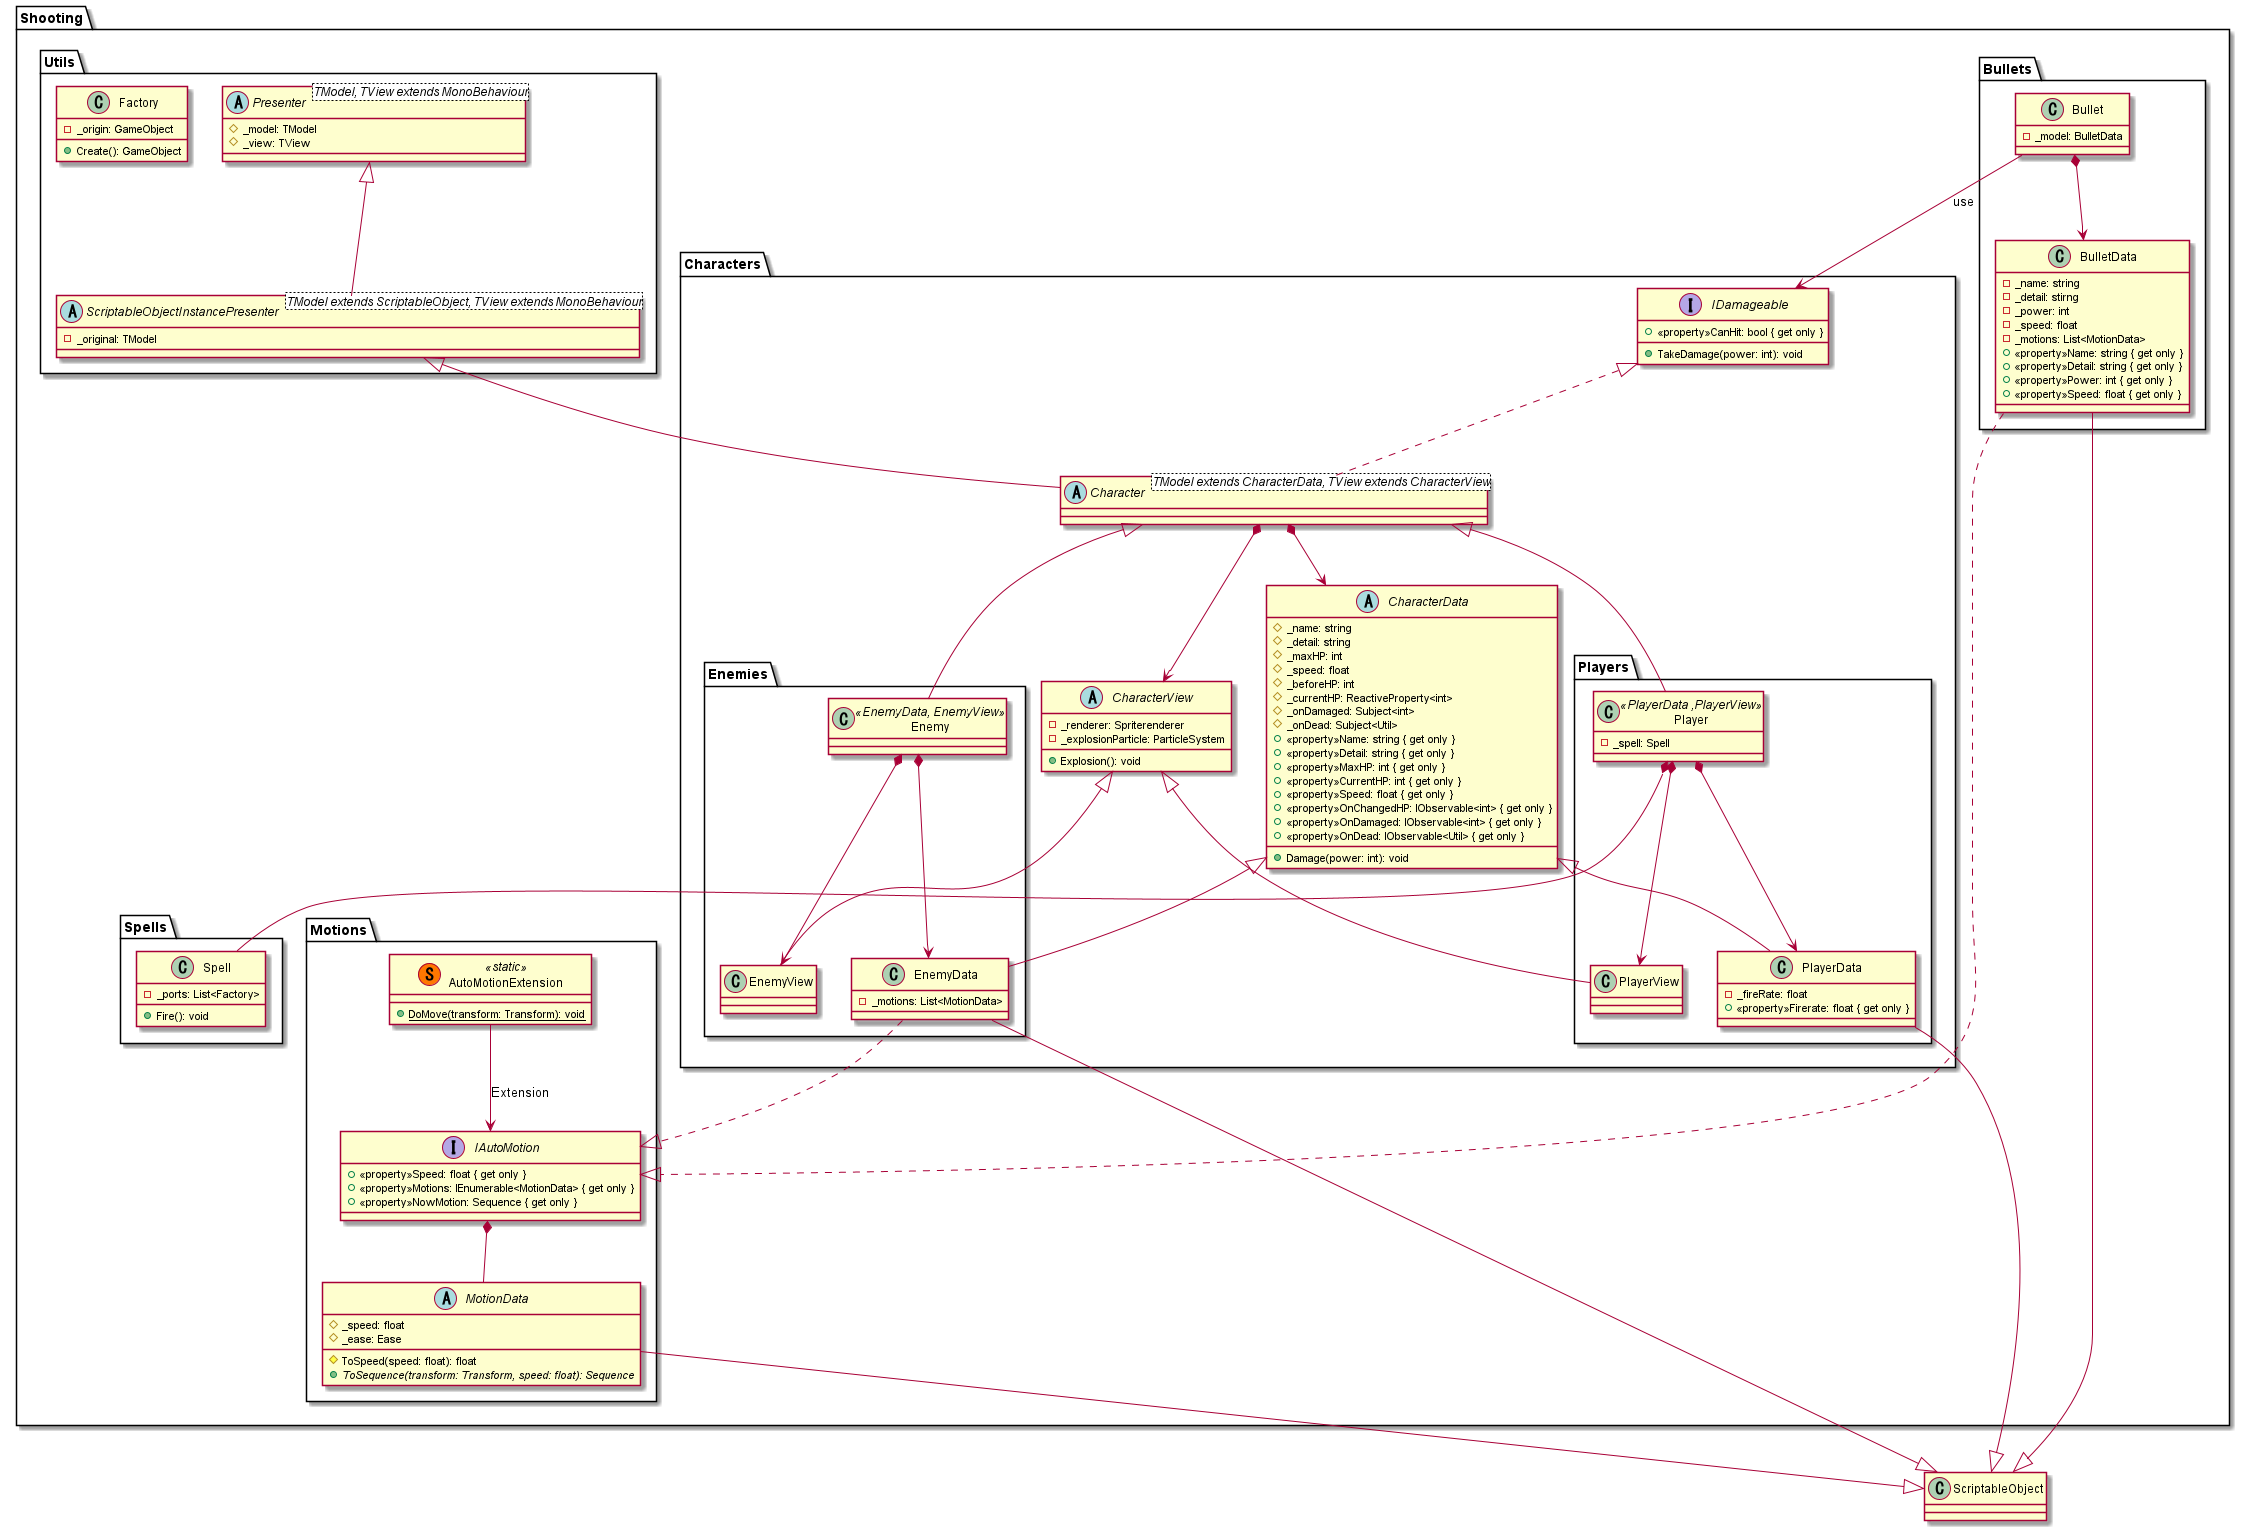 Shooting
Utils
Factory
_origin: GameObject
Create(): GameObject
Presenter
TModel, TView extends MonoBehaviour
_model: TModel
_view: TView
ScriptableObjectInstancePresenter
TModel extends ScriptableObject, TView extends MonoBehaviour
_original: TModel
Bullets
Bullet
_model: BulletData
use
BulletData
_name: string
_detail: stirng
_power: int
_speed: float
_motions: List<MotionData>
«property»Name: string { get only }
«property»Detail: string { get only }
«property»Power: int { get only }
«property»Speed: float { get only }
Characters
IDamageable
«property»CanHit: bool { get only }
TakeDamage(power: int): void
Character
TModel extends CharacterData, TView extends CharacterView
CharacterData
_name: string
_detail: string
_maxHP: int
_speed: float
_beforeHP: int
_currentHP: ReactiveProperty<int>
_onDamaged: Subject<int>
_onDead: Subject<Util>
«property»Name: string { get only }
«property»Detail: string { get only }
«property»MaxHP: int { get only }
«property»CurrentHP: int { get only }
«property»Speed: float { get only }
«property»OnChangedHP: IObservable<int> { get only }
«property»OnDamaged: IObservable<int> { get only }
«property»OnDead: IObservable<Util> { get only }
Damage(power: int): void
CharacterView
_renderer: Spriterenderer
_explosionParticle: ParticleSystem
Explosion(): void
Enemies
«EnemyData, EnemyView»
Enemy
EnemyView
EnemyData
_motions: List<MotionData>
Players
«PlayerData ,PlayerView»
Player
_spell: Spell
PlayerView
PlayerData
_fireRate: float
«property»Firerate: float { get only }
Spells
Spell
_ports: List<Factory>
Fire(): void
Motions
«static»
AutoMotionExtension
DoMove(transform: Transform): void
Extension
IAutoMotion
«property»Speed: float { get only }
«property»Motions: IEnumerable<MotionData> { get only }
«property»NowMotion: Sequence { get only }
MotionData
_speed: float
_ease: Ease
ToSpeed(speed: float): float
ToSequence(transform: Transform, speed: float): Sequence
ScriptableObject